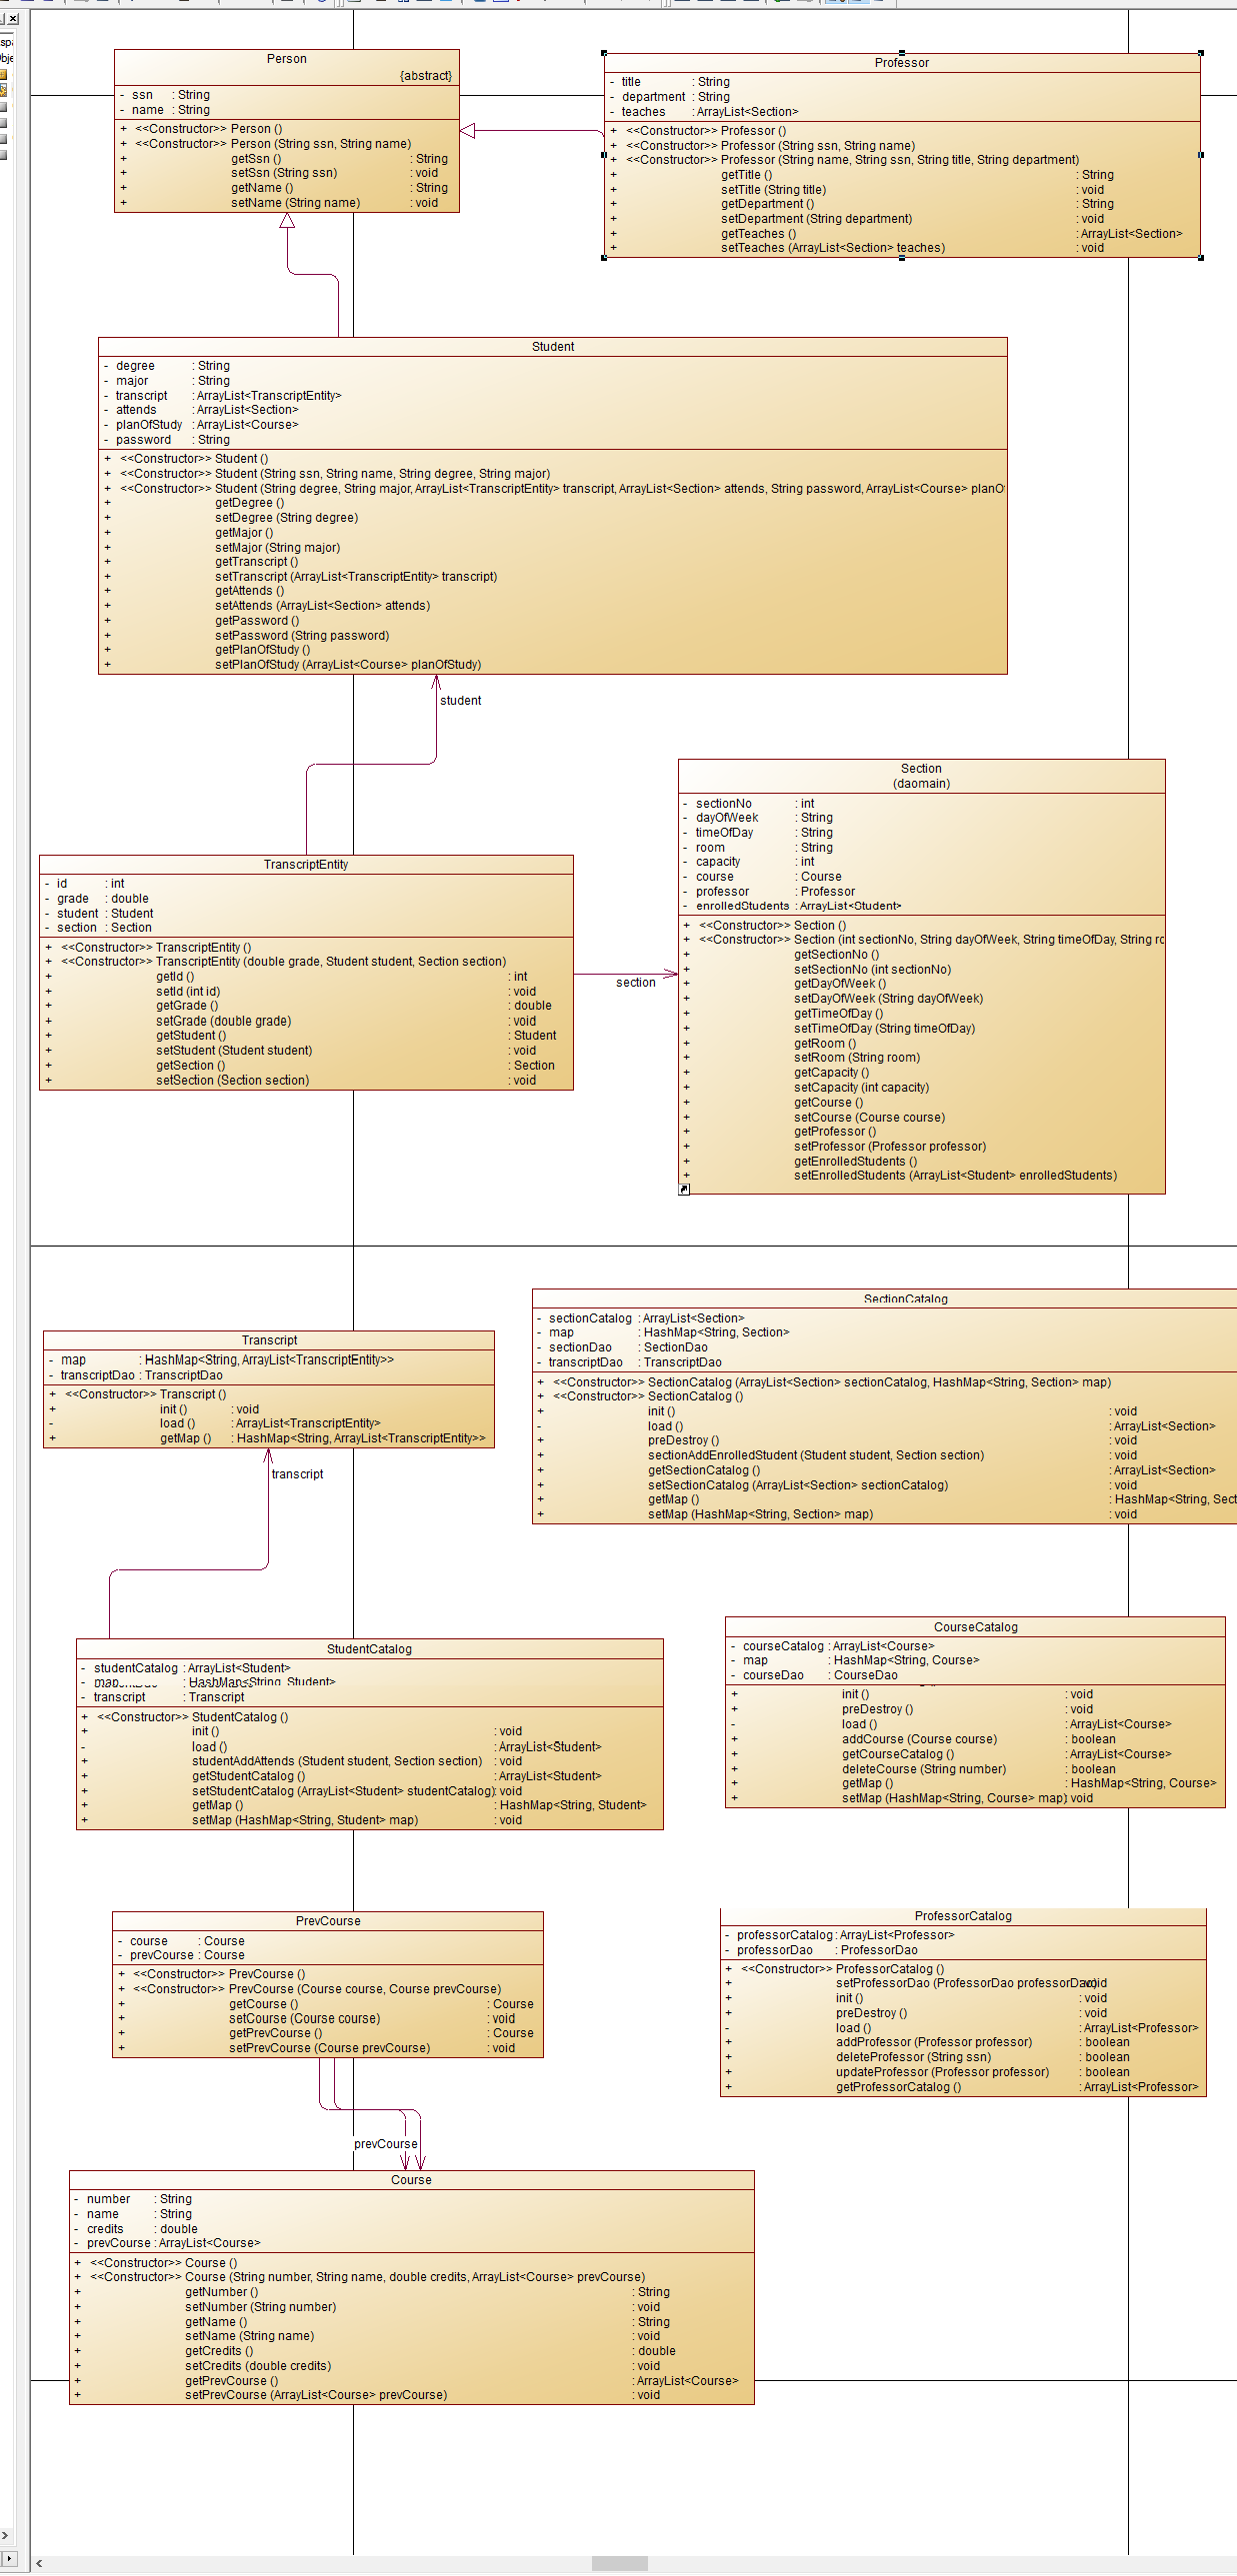 Person
{abstract}
- ssn : String
- name : String
+ <<Constructor>> Person ()
+ <<Constructor>> Person (String ssn, String name)
+ getSsn () : String
+ setSsn (String ssn) : void
+ getName () : String
+ setName (String name) : void
Professor
- title : String
- department : String
- teaches : ArrayList<Section>
+ <<Constructor>> Professor ()
+ <<Constructor>> Professor (String ssn, String name)
+ <<Constructor>> Professor (String name, String ssn, String title, String department)
+ getTitle () : String
+ setTitle (String title) : void
+ getDepartment () : String
+ setDepartment (String department) : void
+ getTeaches () : ArrayList<Section>
+ setTeaches (ArrayList<Section> teaches) : void
Student
- degree : String
- major : String
- transcript : ArrayList<TranscriptEntity>
- attends : ArrayList<Section>
- planOfStudy : ArrayList<Course>
- password : String
+ <<Constructor>> Student ()
+ <<Constructor>> Student (String ssn, String name, String degree, String major)
+ <<Constructor>> Student (String degree, String major, ArrayList<TranscriptEntity> transcript, ArrayList<Section> attends, String password, ArrayList<Course> planO
+ getDegree ()
+ setDegree (String degree)
+ getMajor ()
+ setMajor (String major)
+ getTranscript ()
+ setTranscript (ArrayList<TranscriptEntity> transcript)
+ getAttends ()
+ setAttends (ArrayList<Section> attends)
+ getPassword ()
+ setPassword (String password)
+ getPlanOfStudy ()
+ setPlanOfStudy (ArrayList<Course> planOfStudy)
student
Section
(daomain)
- sectionNo : int
- dayOfWeek : String
- timeOfDay : String
- room : String
- capacity : int
- course : Course
- professor : Professor
- enrolledStudents : ArrayList<Student>
+ <<Constructor>> Section ()
+ <<Constructor>> Section (int sectionNo, String dayOfWeek, String timeOfDay, String ro
+ getSectionNo ()
+ setSectionNo (int sectionNo)
+ getDayOfWeek ()
+ setDayOfWeek (String dayOfWeek)
+ getTimeOfDay ()
+ setTimeOfDay (String timeOfDay)
+ getRoom ()
+ setRoom (String room)
+ getCapacity ()
+ setCapacity (int capacity)
+ getCourse ()
+ setCourse (Course course)
+ getProfessor ()
+ setProfessor (Professor professor)
+ getEnrolledStudents ()
+ setEnrolledStudents (ArrayList<Student> enrolledStudents)
TranscriptEntity
- id : int
- grade : double
- student : Student
- section : Section
+ <<Constructor>> TranscriptEntity ()
+ <<Constructor>> TranscriptEntity (double grade, Student student, Section section)
+ getId () : int
+ setId (int id) : void
+ getGrade () : double
+ setGrade (double grade) : void
+ getStudent () : Student
+ setStudent (Student student) : void
+ getSection () : Section
+ setSection (Section section) : void
section
SectionCatalog
- sectionCatalog : ArrayList<Section>
- map : HashMap<String, Section>
- sectionDao : SectionDao
- transcriptDao : TranscriptDao
+ <<Constructor>> SectionCatalog (ArrayList<Section> sectionCatalog, HashMap<String, Section> map)
+ <<Constructor>> SectionCatalog ()
+ init () : void
- load () : ArrayList<Section>
+ preDestroy () : void
+ sectionAddEnrolledStudent (Student student, Section section) : void
+ getSectionCatalog () : ArrayList<Section>
+ setSectionCatalog (ArrayList<Section> sectionCatalog) : void
+ getMap () : HashMap<String, Sect
+ setMap (HashMap<String, Section> map) : void
Transcript
- map : HashMap<String, ArrayList<TranscriptEntity>>
- transcriptDao : TranscriptDao
+ <<Constructor>> Transcript ()
+ init () : void
- load () : ArrayList<TranscriptEntity>
+ getMap () : HashMap<String, ArrayList<TranscriptEntity>>
transcript
StudentCatalog
- studentCatalog : ArrayList<Student>
- : HashMap<String, Student>
- transcript : Transcript
+ <<Constructor>> StudentCatalog ()
+ init () : void
- load () : ArrayList<Student>
+ studentAddAttends (Student student, Section section) : void
+ getStudentCatalog () : ArrayList<Student>
+ setStudentCatalog (ArrayList<Student> studentCatalog) : void
+ getMap () : HashMap<String, Student>
+ setMap (HashMap<String, Student> map) : void
CourseCatalog
- courseCatalog : ArrayList<Course>
- map : HashMap<String, Course>
- courseDao : CourseDao
+ init () : void
+ preDestroy () : void
- load () : ArrayList<Course>
+ addCourse (Course course) : boolean
+ getCourseCatalog () : ArrayList<Course>
+ deleteCourse (String number) : boolean
+ getMap () : HashMap<String, Course>
+ setMap (HashMap<String, Course> map) : void
PrevCourse
- course : Course
- prevCourse : Course
+ <<Constructor>> PrevCourse ()
+ <<Constructor>> PrevCourse (Course course, Course prevCourse)
+ getCourse () : Course
+ setCourse (Course course) : void
+ getPrevCourse () : Course
+ setPrevCourse (Course prevCourse) : void
ProfessorCatalog
- professorCatalog : ArrayList<Professor>
- professorDao : ProfessorDao
+ <<Constructor>> ProfessorCatalog ()
+ setProfessorDao (ProfessorDao professorDao) : void
+ init () : void
+ preDestroy () : void
- load () : ArrayList<Professor>
+ addProfessor (Professor professor) : boolean
+ deleteProfessor (String ssn) : boolean
+ updateProfessor (Professor professor) : boolean
+ getProfessorCatalog () : ArrayList<Professor>
prevCourse
Course
- number : String
- name : String
- credits : double
- prevCourse : ArrayList<Course>
+ <<Constructor>> Course ()
+ <<Constructor>> Course (String number, String name, double credits, ArrayList<Course> prevCourse)
+ getNumber () : String
+ setNumber (String number) : void
+ getName () : String
+ setName (String name) : void
+ getCredits () : double
+ setCredits (double credits) : void
+ getPrevCourse () : ArrayList<Course>
+ setPrevCourse (ArrayList<Course> prevCourse) : void